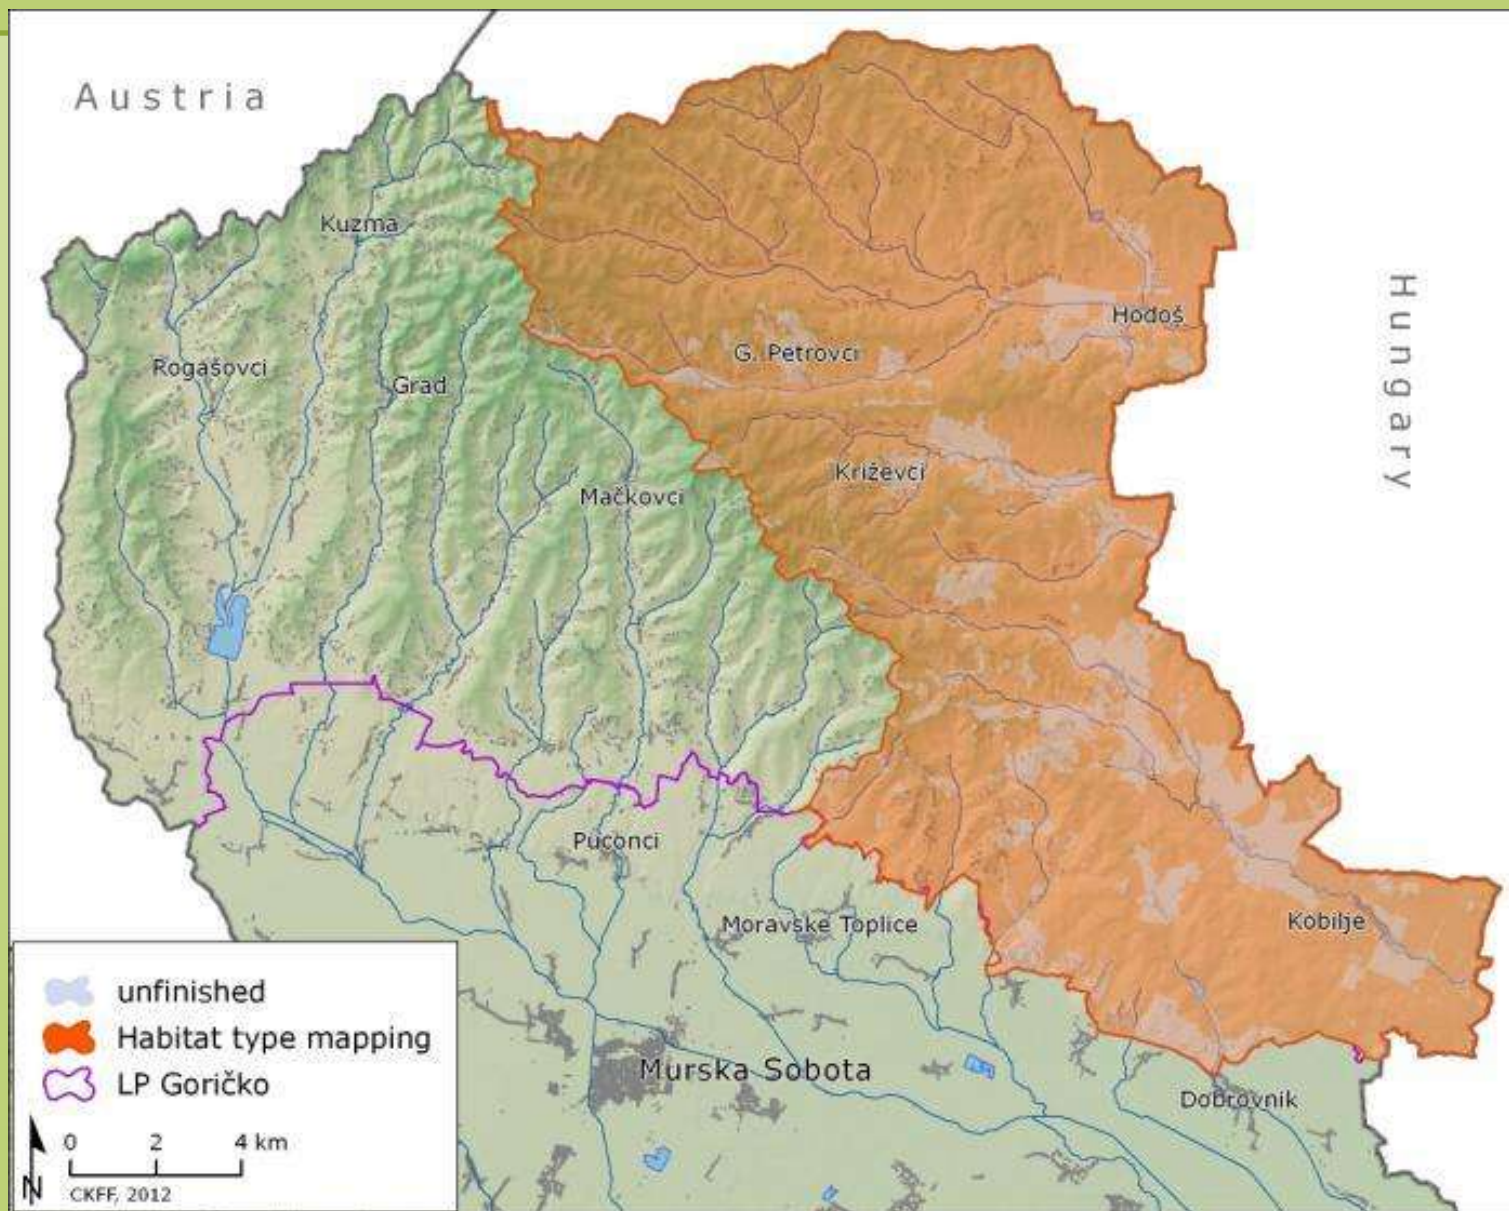 Austria
Kuzma
Hungary
Hodoš
G. Petrovci
Rogašovci
Grad
Križevci
Mačkovci
Puconci
Moravske Toplice
Kobilje
unfinished
Habitat type mapping
LP Goričko
Murska Sobota
Dobrovnik
0 2 4 km
N
CKFF, 2012